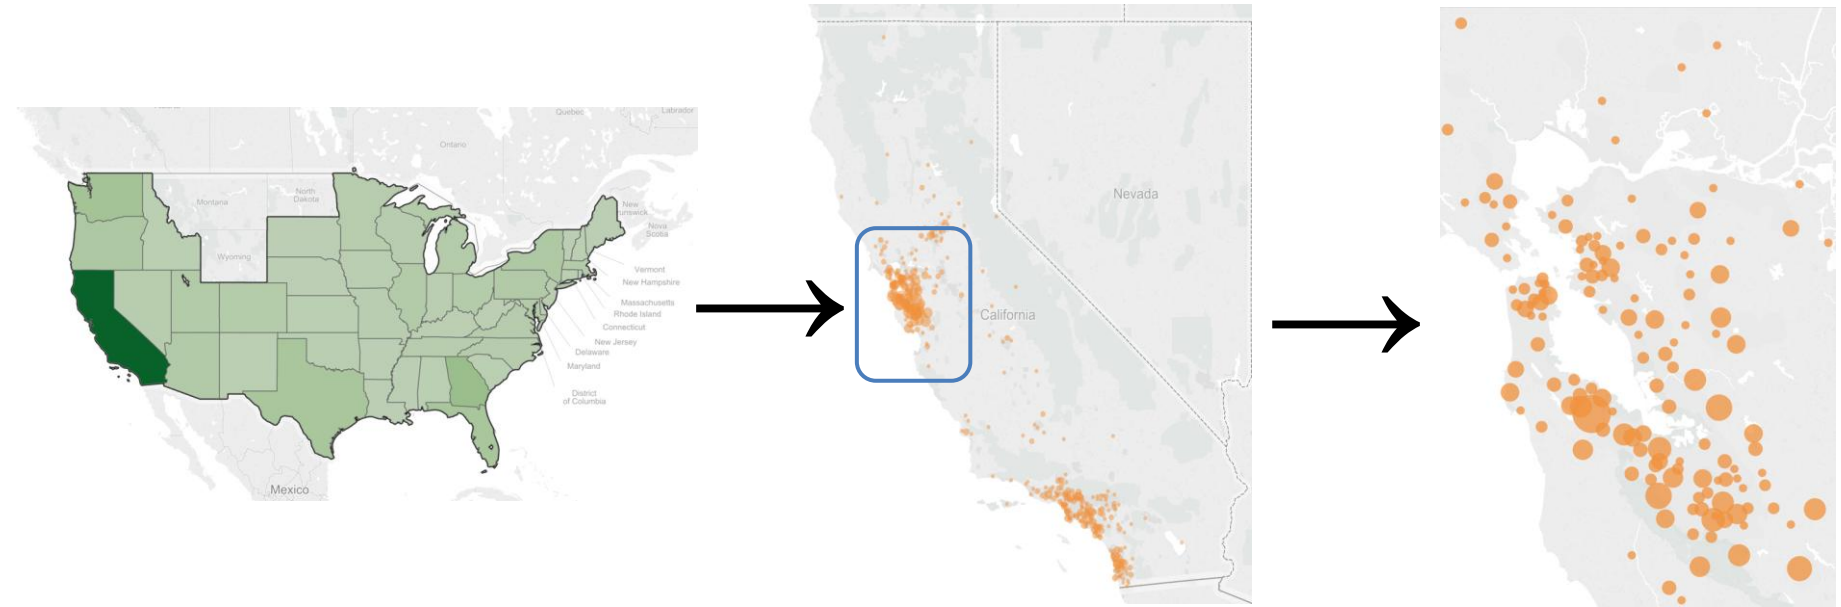 Quebec
Labrador
Ontario
Montana
North
Dakota
Wyoming
New
runswick
Nova
Scotia
Vermont
New Hampshire
Massachusetts
Rhode Island
Connecticut
New Jersey
Delaware
Maryland
District
of Columbia
Mexico
Nevada
California